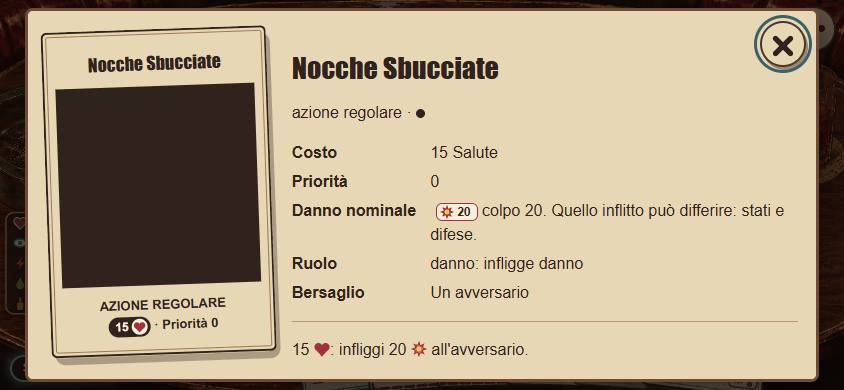 Nocche Sbucciate
AZIONE REGOLARE
15 · Priorità 0
Nocche Sbucciate
azione regolare ·
Costo 15 Salute
Priorità 0
Danno nominale 20 colpo 20. Quello inflitto può differire: stati e
difese.
Ruolo danno: infligge danno
Bersaglio Un avversario
15 : infliggi 20 all'avversario.